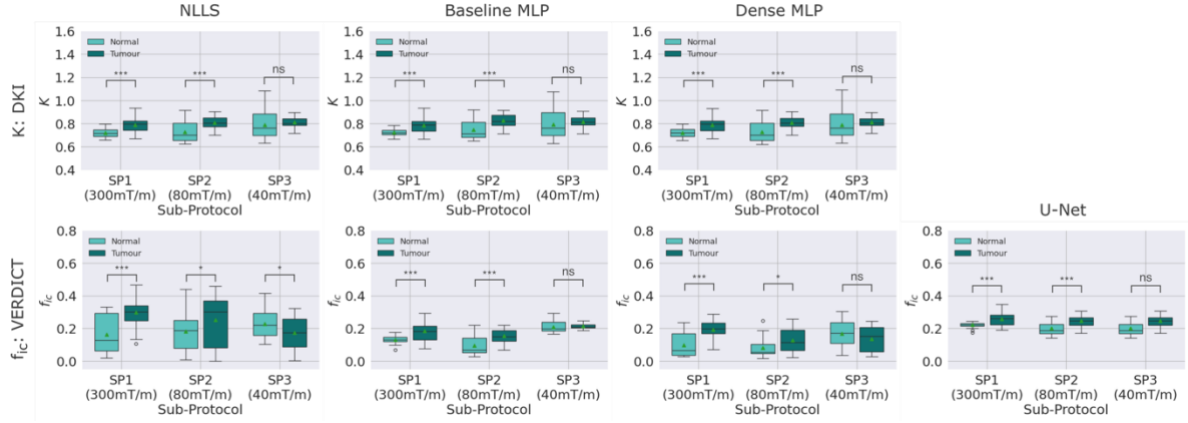 NLLS
Baseline MLP
Dense MLP
K: DKI
1.6
1.4
1.2
1.0
0.8
0.6
0.4
K
Normal
Tumour
***
***
ns
SP1
(300mT/m)
SP2
(80mT/m)
SP3
(40mT/m)
Sub-Protocol
1.6
1.4
1.2
1.0
0.8
0.6
0.4
K
Normal
Tumour
***
***
ns
SP1
(300mT/m)
SP2
(80mT/m)
SP3
(40mT/m)
Sub-Protocol
1.6
1.4
1.2
1.0
0.8
0.6
0.4
K
Normal
Tumour
***
***
ns
SP1
(300mT/m)
SP2
(80mT/m)
SP3
(40mT/m)
Sub-Protocol
U-Net
fic: VERDICT
0.8
0.6
0.4
0.2
0.0
fic
Normal
Tumour
***
*
*
SP1
(300mT/m)
SP2
(80mT/m)
SP3
(40mT/m)
Sub-Protocol
0.8
0.6
0.4
0.2
0.0
fic
Normal
Tumour
***
***
ns
SP1
(300mT/m)
SP2
(80mT/m)
SP3
(40mT/m)
Sub-Protocol
0.8
0.6
0.4
0.2
0.0
fic
Normal
Tumour
***
*
ns
SP1
(300mT/m)
SP2
(80mT/m)
SP3
(40mT/m)
Sub-Protocol
0.8
0.6
0.4
0.2
0.0
fic
Normal
Tumour
***
***
ns
SP1
(300mT/m)
SP2
(80mT/m)
SP3
(40mT/m)
Sub-Protocol